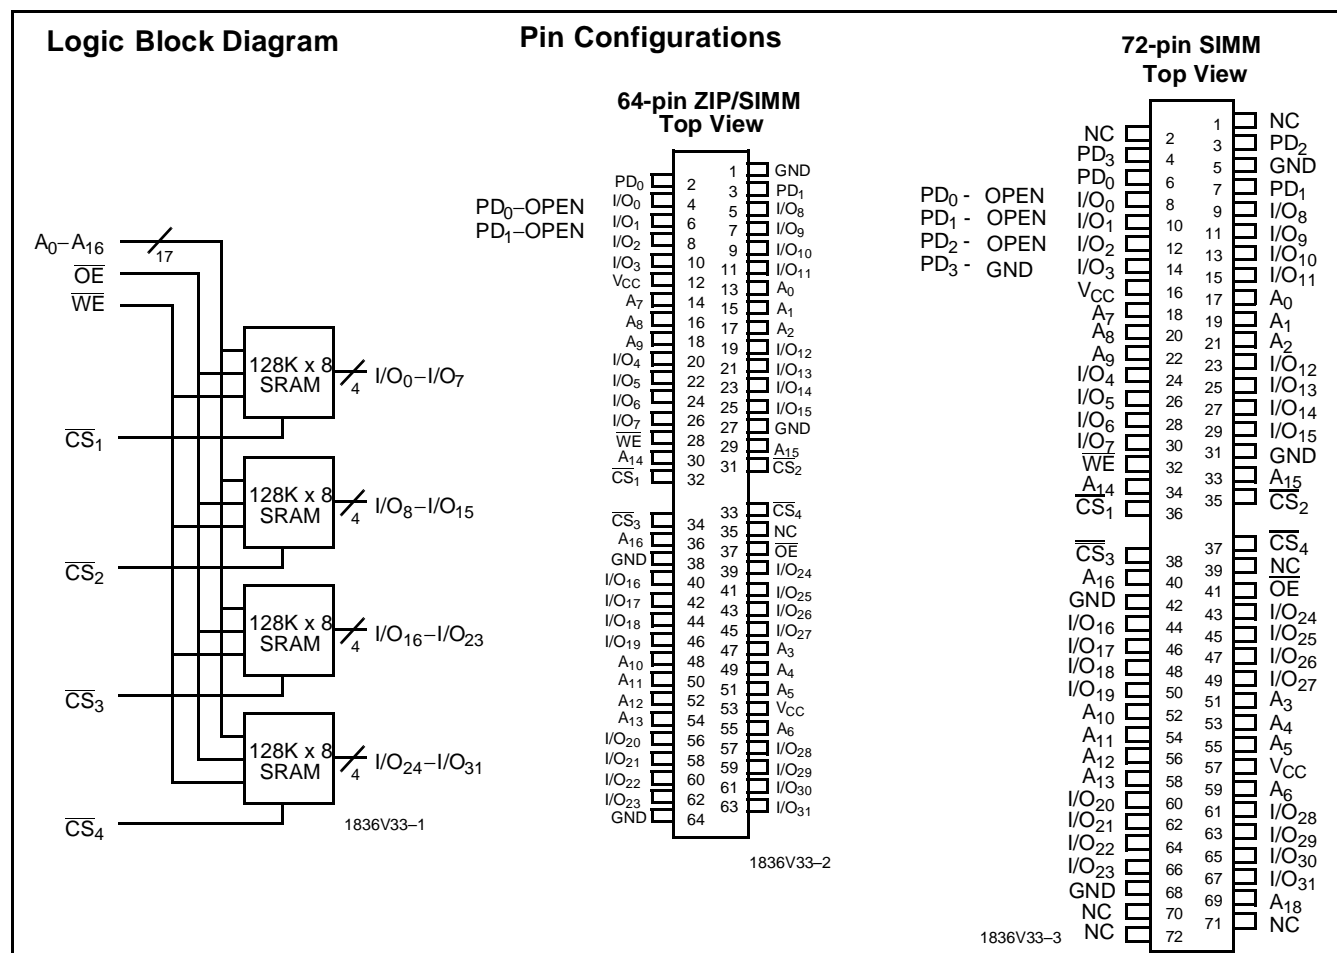 Logic Block Diagram
A0–A16
17
OE
WE
128K x 8
SRAM
4
I/O0–I/O7
CS1
128K x 8
SRAM
4
I/O8–I/O15
CS2
128K x 8
SRAM
4
I/O16–I/O23
CS3
128K x 8
SRAM
4
I/O24–I/O31
CS4
1836V33–1
Pin Configurations
64-pin ZIP/SIMM
Top View
PD0–OPEN
PD1–OPEN
1 GND
PD0 2
3 PD1
I/O0 4
5 I/O8
I/O1 6
7 I/O9
I/O2 8
9 I/O10
I/O3 10
11 I/O11
VCC 12
13 A0
A7 14
15 A1
A8 16
17 A2
A9 18
19 I/O12
I/O4 20
21 I/O13
I/O5 22
23 I/O14
I/O6 24
25 I/O15
I/O7 26
27 GND
WE 28
29 A15
A14 30
31 CS2
CS1 32
33 CS4
CS3 34
35 NC
A16 36
37 OE
GND 38
39 I/O24
I/O16 40
41 I/O25
I/O17 42
43 I/O26
I/O18 44
45 I/O27
I/O19 46
47 A3
A10 48
49 A4
A11 50
51 A5
A12 52
53 VCC
A13 54
55 A6
I/O20 56
57 I/O28
I/O21 58
59 I/O29
I/O22 60
61 I/O30
I/O23 62
63 I/O31
GND 64
1836V33–2
72-pin SIMM
Top View
PD0 - OPEN
PD1 - OPEN
PD2 - OPEN
PD3 - GND
1 NC
NC 2
3 PD2
PD3 4
5 GND
PD0 6
7 PD1
I/O0 8
9 I/O8
I/O1 10
11 I/O9
I/O2 12
13 I/O10
I/O3 14
15 I/O11
VCC 16
17 A0
A7 18
19 A1
A8 20
21 A2
A9 22
23 I/O12
I/O4 24
25 I/O13
I/O5 26
27 I/O14
I/O6 28
29 I/O15
I/O7 30
31 GND
WE 32
33 A15
A14 34
35 CS2
CS1 36
37 CS4
CS3 38
39 NC
A16 40
41 OE
GND 42
43 I/O24
I/O16 44
45 I/O25
I/O17 46
47 I/O26
I/O18 48
49 I/O27
I/O19 50
51 A3
A10 52
53 A4
A11 54
55 A5
A12 56
57 VCC
A13 58
59 A6
I/O20 60
61 I/O28
I/O21 62
63 I/O29
I/O22 64
65 I/O30
I/O23 66
67 I/O31
GND 68
69 A18
NC 70
71 NC
NC 72
1836V33–3